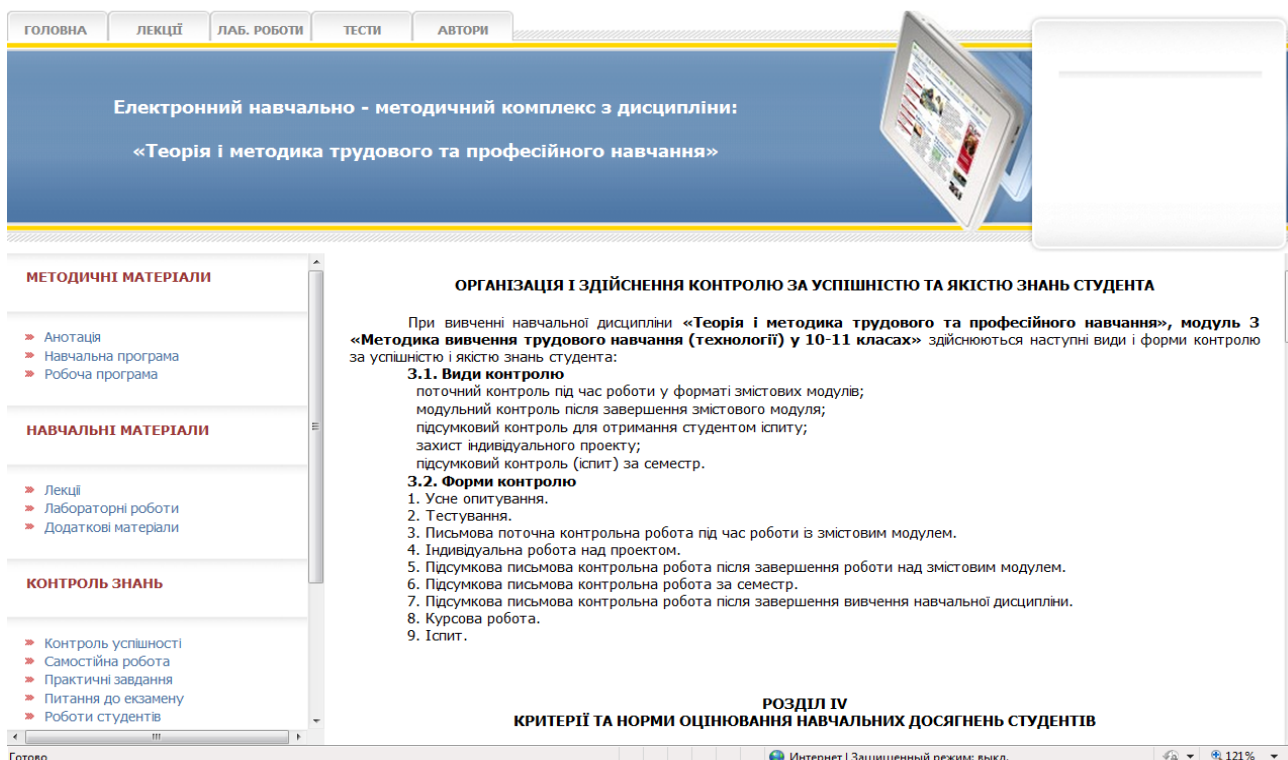 ГОЛОВНА
ЛЕКЦІЇ
ЛАБ. РОБОТИ
ТЕСТИ
АВТОРИ
Електронний навчально - методичний комплекс з дисципліни:
«Теорія і методика трудового та професійного навчання»
МЕТОДИЧНІ МАТЕРІАЛИ
Анотація
Навчальна програма
Робоча програма
НАВЧАЛЬНІ МАТЕРІАЛИ
Лекції
Лабораторні роботи
Додаткові матеріали
КОНТРОЛЬ ЗНАНЬ
Контроль успішності
Самостійна робота
Практичні завдання
Питання до екзамену
Роботи студентів
ОРГАНІЗАЦІЯ І ЗДІЙСНЕННЯ КОНТРОЛЮ ЗА УСПІШНІСТЮ ТА ЯКІСТЮ ЗНАНЬ СТУДЕНТА
При вивченні навчальної дисципліни «Теорія і методика трудового та професійного навчання», модуль 3
«Методика вивчення трудового навчання (технології) у 10-11 класах» здійснюються наступні види і форми контролю
за успішністю і якістю знань студента:
3.1. Види контролю
поточний контроль під час роботи у форматі змістових модулів;
модульний контроль після завершення змістового модуля;
підсумковий контроль для отримання студентом іспиту;
захист індивідуального проекту;
підсумковий контроль (іспит) за семестр.
3.2. Форми контролю
1. Усне опитування.
2. Тестування.
3. Письмова поточна контрольна робота під час роботи із змістовим модулем.
4. Індивідуальна робота над проектом.
5. Підсумкова письмова контрольна робота після завершення роботи над змістовим модулем.
6. Підсумкова письмова контрольна робота за семестр.
7. Підсумкова письмова контрольна робота після завершення вивчення навчальної дисципліни.
8. Курсова робота.
9. Іспит.
РОЗДІЛ IV
КРИТЕРІЇ ТА НОРМИ ОЦІНЮВАННЯ НАВЧАЛЬНИХ ДОСЯГНЕНЬ СТУДЕНТІВ
Готово
Интернет | Защищенный режим: выкл.
121%